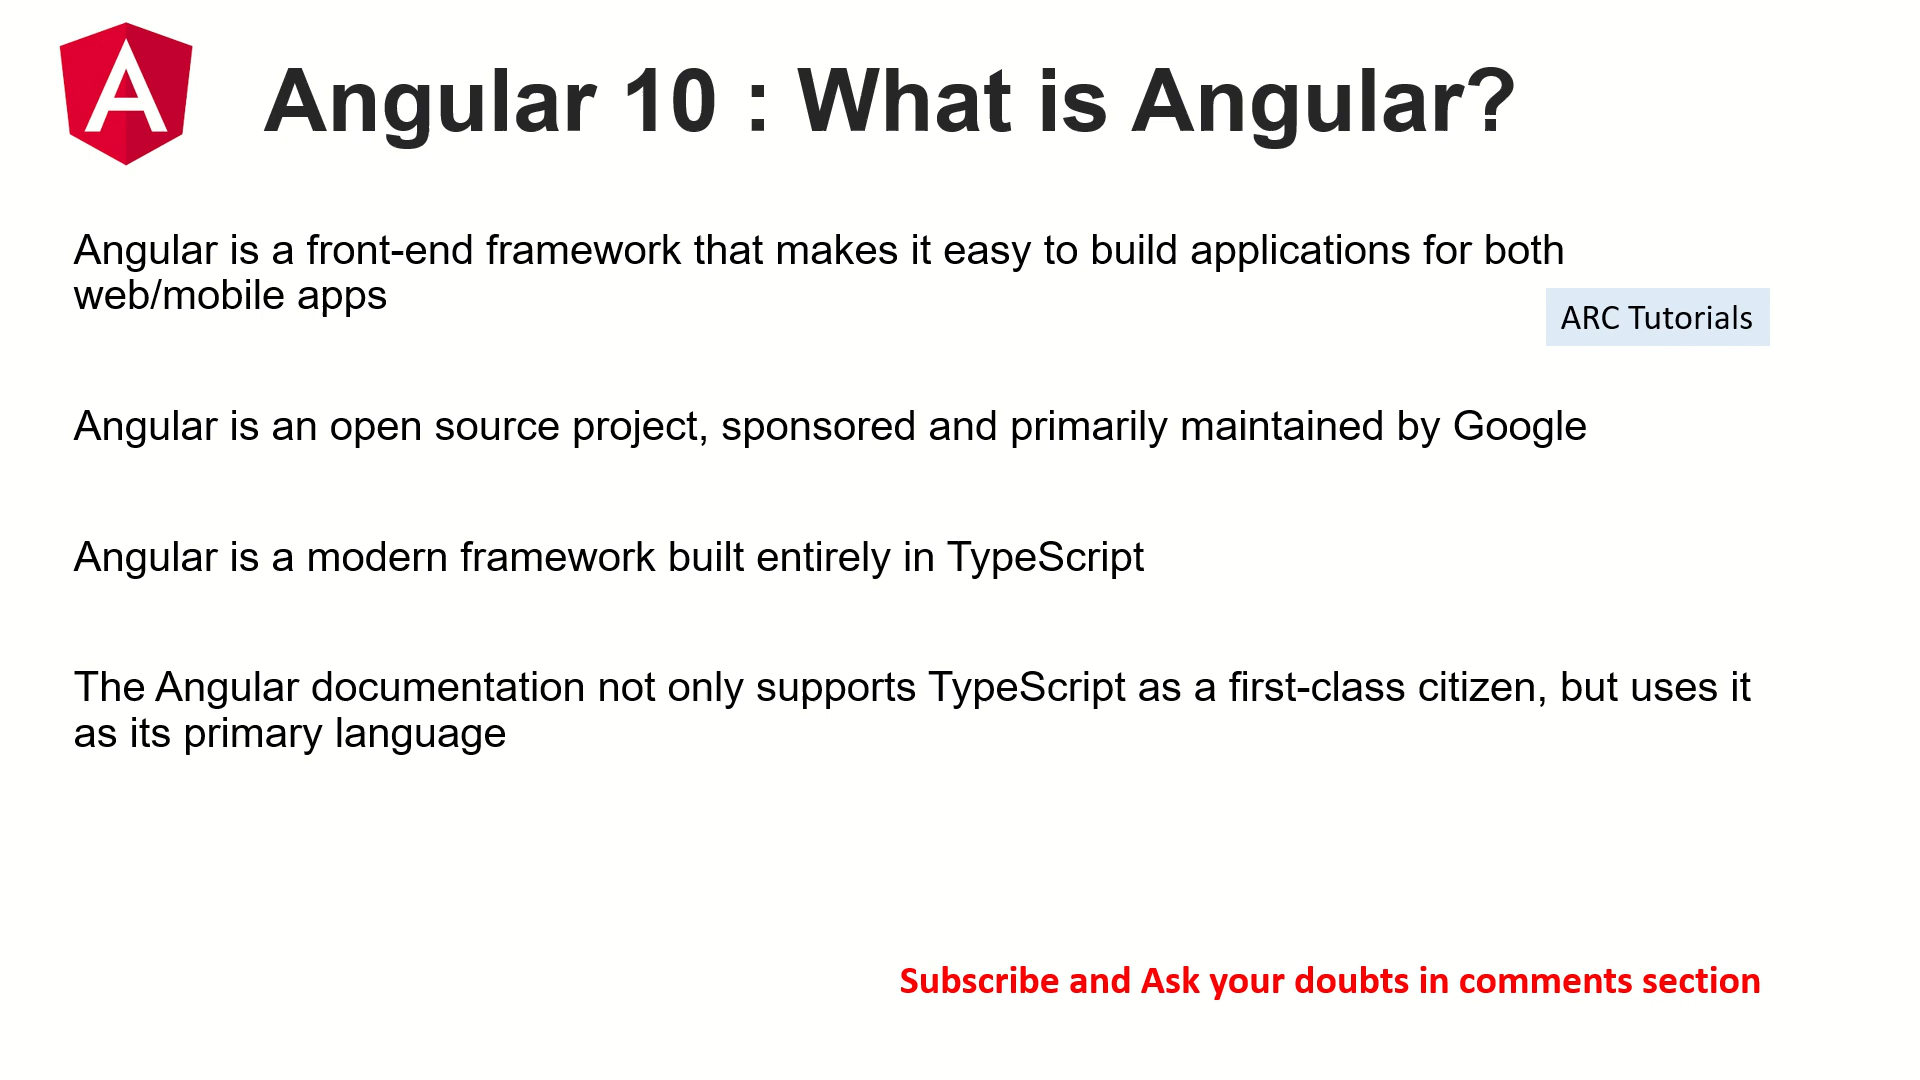 Angular 10 : What is Angular?
Angular is a front-end framework that makes it easy to build applications for both
web/mobile apps
ARC Tutorials
Angular is an open source project, sponsored and primarily maintained by Google
Angular is a modern framework built entirely in TypeScript
The Angular documentation not only supports TypeScript as a first-class citizen, but uses it
as its primary language
Subscribe and Ask your doubts in comments section